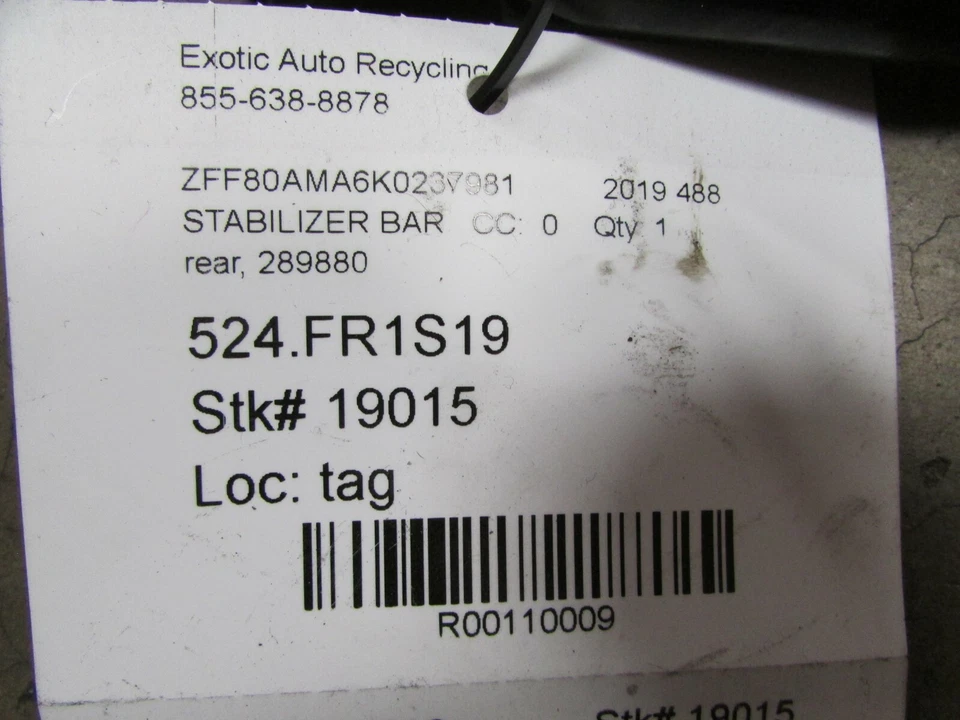 Exotic Auto Recycling
855-638-8878
ZFF80AMA6K0237981 2019 488
STABILIZER BAR CC: 0 Qty 1
rear, 289880
524.FR1S19
Stk# 19015
Loc: tag
R00110009
Stk# 19015